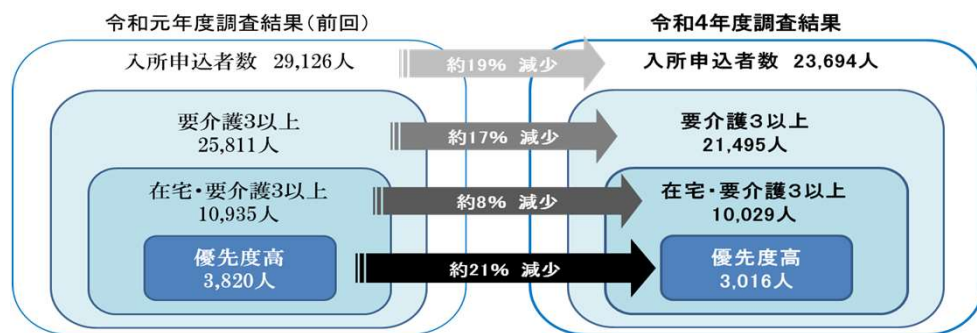 令和元年度調査結果（前回）
入所申込者数 29,126人
要介護3以上
25,811人
在宅・要介護3以上
10,935人
優先度高
3,820人
約19% 減少
約17% 減少
約8% 減少
約21% 減少
令和4年度調査結果
入所申込者数 23,694人
要介護３以上
21,495人
在宅・要介護３以上
10,029人
優先度高
3,016人